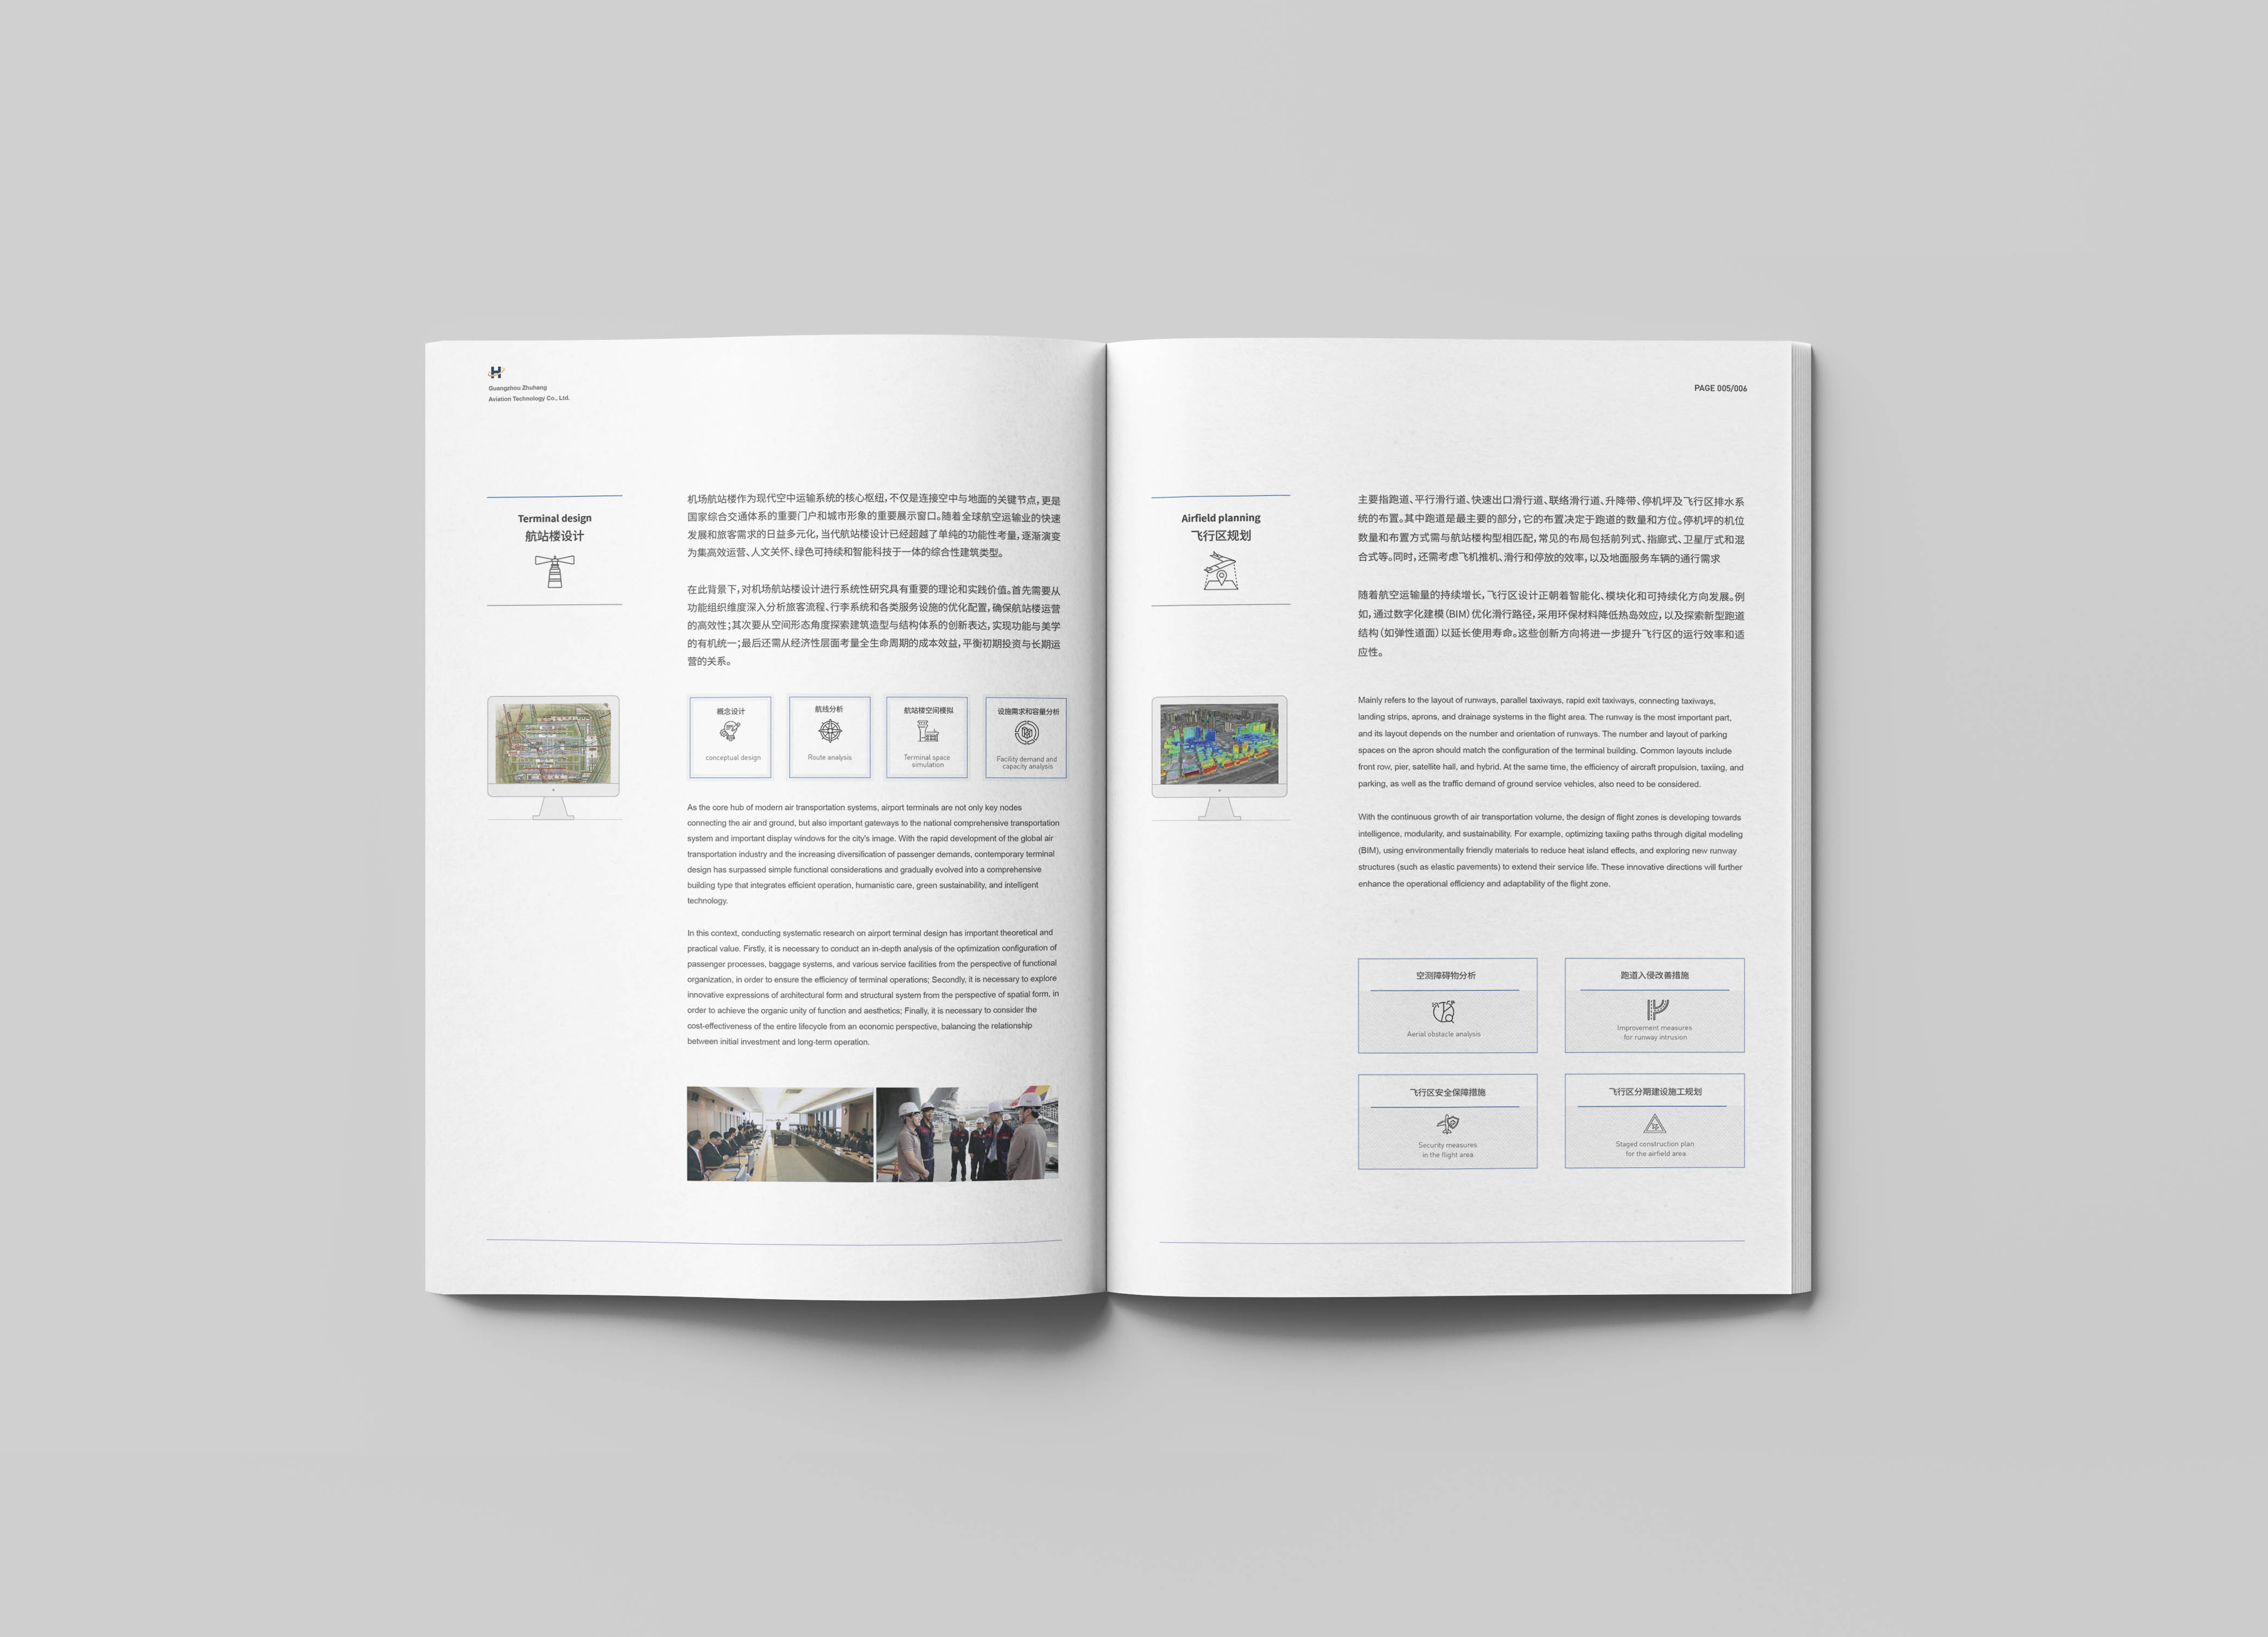 Guangzhou Zhuhang
Aviation Technology Co., Ltd.
Terminal design
航站楼设计
机场航站楼作为现代空中运输系统的核心枢纽,不仅是连接空中与地面的关键节点,更是
国家综合交通体系的重要门户和城市形象的重要展示窗口。随着全球航空运输业的快速
发展和旅客需求的日益多元化,当代航站楼设计已经超越了单纯的功能性考量,逐渐演变
为集高效运营、人文关怀、绿色可持续和智能科技于一体的综合性建筑类型。
在此背景下,对机场航站楼设计进行系统性研究具有重要的理论和实践价值。首先需要从
功能组织维度深入分析旅客流程、行李系统和各类服务设施的优化配置,确保航站楼运营
的高效性;其次要从空间形态角度探索建筑造型与结构体系的创新表达,实现功能与美学
的有机统一;最后还需从经济性层面考量全生命周期的成本效益,平衡初期投资与长期运
营的关系。
概念设计
conceptual design
航线分析
Route analysis
航站楼空间模拟
Terminal space
simulation
设施需求和容量分析
Facility demand and
capacity analysis
As the core hub of modern air transportation systems, airport terminals are not only key nodes
connecting the air and ground, but also important gateways to the national comprehensive transportation
system and important display windows for the city's image. With the rapid development of the global air
transportation industry and the increasing diversification of passenger demands, contemporary terminal
design has surpassed simple functional considerations and gradually evolved into a comprehensive
building type that integrates efficient operation, humanistic care, green sustainability, and intelligent
technology.
In this context, conducting systematic research on airport terminal design has important theoretical and
practical value. Firstly, it is necessary to conduct an in-depth analysis of the optimization configuration of
passenger processes, baggage systems, and various service facilities from the perspective of functional
organization, in order to ensure the efficiency of terminal operations; Secondly, it is necessary to explore
innovative expressions of architectural form and structural system from the perspective of spatial form, in
order to achieve the organic unity of function and aesthetics; Finally, it is necessary to consider the
cost-effectiveness of the entire lifecycle from an economic perspective, balancing the relationship
between initial investment and long-term operation.
PAGE 005/006
Airfield planning
飞行区规划
主要指跑道、平行滑行道、快速出口滑行道、联络滑行道、升降带、停机坪及飞行区排水系
统的布置。其中跑道是最主要的部分,它的布置决定于跑道的数量和方位。停机坪的机位
数量和布置方式需与航站楼构型相匹配,常见的布局包括前列式、指廊式、卫星厅式和混
合式等。同时,还需考虑飞机推机、滑行和停放的效率,以及地面服务车辆的通行需求
随着航空运输量的持续增长,飞行区设计正朝着智能化、模块化和可持续化方向发展。例
如,通过数字化建模(BIM)优化滑行路径,采用环保材料降低热岛效应,以及探索新型跑道
结构(如弹性道面)以延长使用寿命。这些创新方向将进一步提升飞行区的运行效率和适
应性。
Mainly refers to the layout of runways, parallel taxiways, rapid exit taxiways, connecting taxiways,
landing strips, aprons, and drainage systems in the flight area. The runway is the most important part,
and its layout depends on the number and orientation of runways. The number and layout of parking
spaces on the apron should match the configuration of the terminal building. Common layouts include
front row, pier, satellite hall, and hybrid. At the same time, the efficiency of aircraft propulsion, taxiing, and
parking, as well as the traffic demand of ground service vehicles, also need to be considered.
With the continuous growth of air transportation volume, the design of flight zones is developing towards
intelligence, modularity, and sustainability. For example, optimizing taxiing paths through digital modeling
(BIM), using environmentally friendly materials to reduce heat island effects, and exploring new runway
structures (such as elastic pavements) to extend their service life. These innovative directions will further
enhance the operational efficiency and adaptability of the flight zone.
空测障碍物分析
Aerial obstacle analysis
跑道入侵改善措施
Improvement measures
for runway intrusion
飞行区安全保障措施
Security measures
in the flight area
飞行区分期建设施工规划
Staged construction plan
for the airfield area